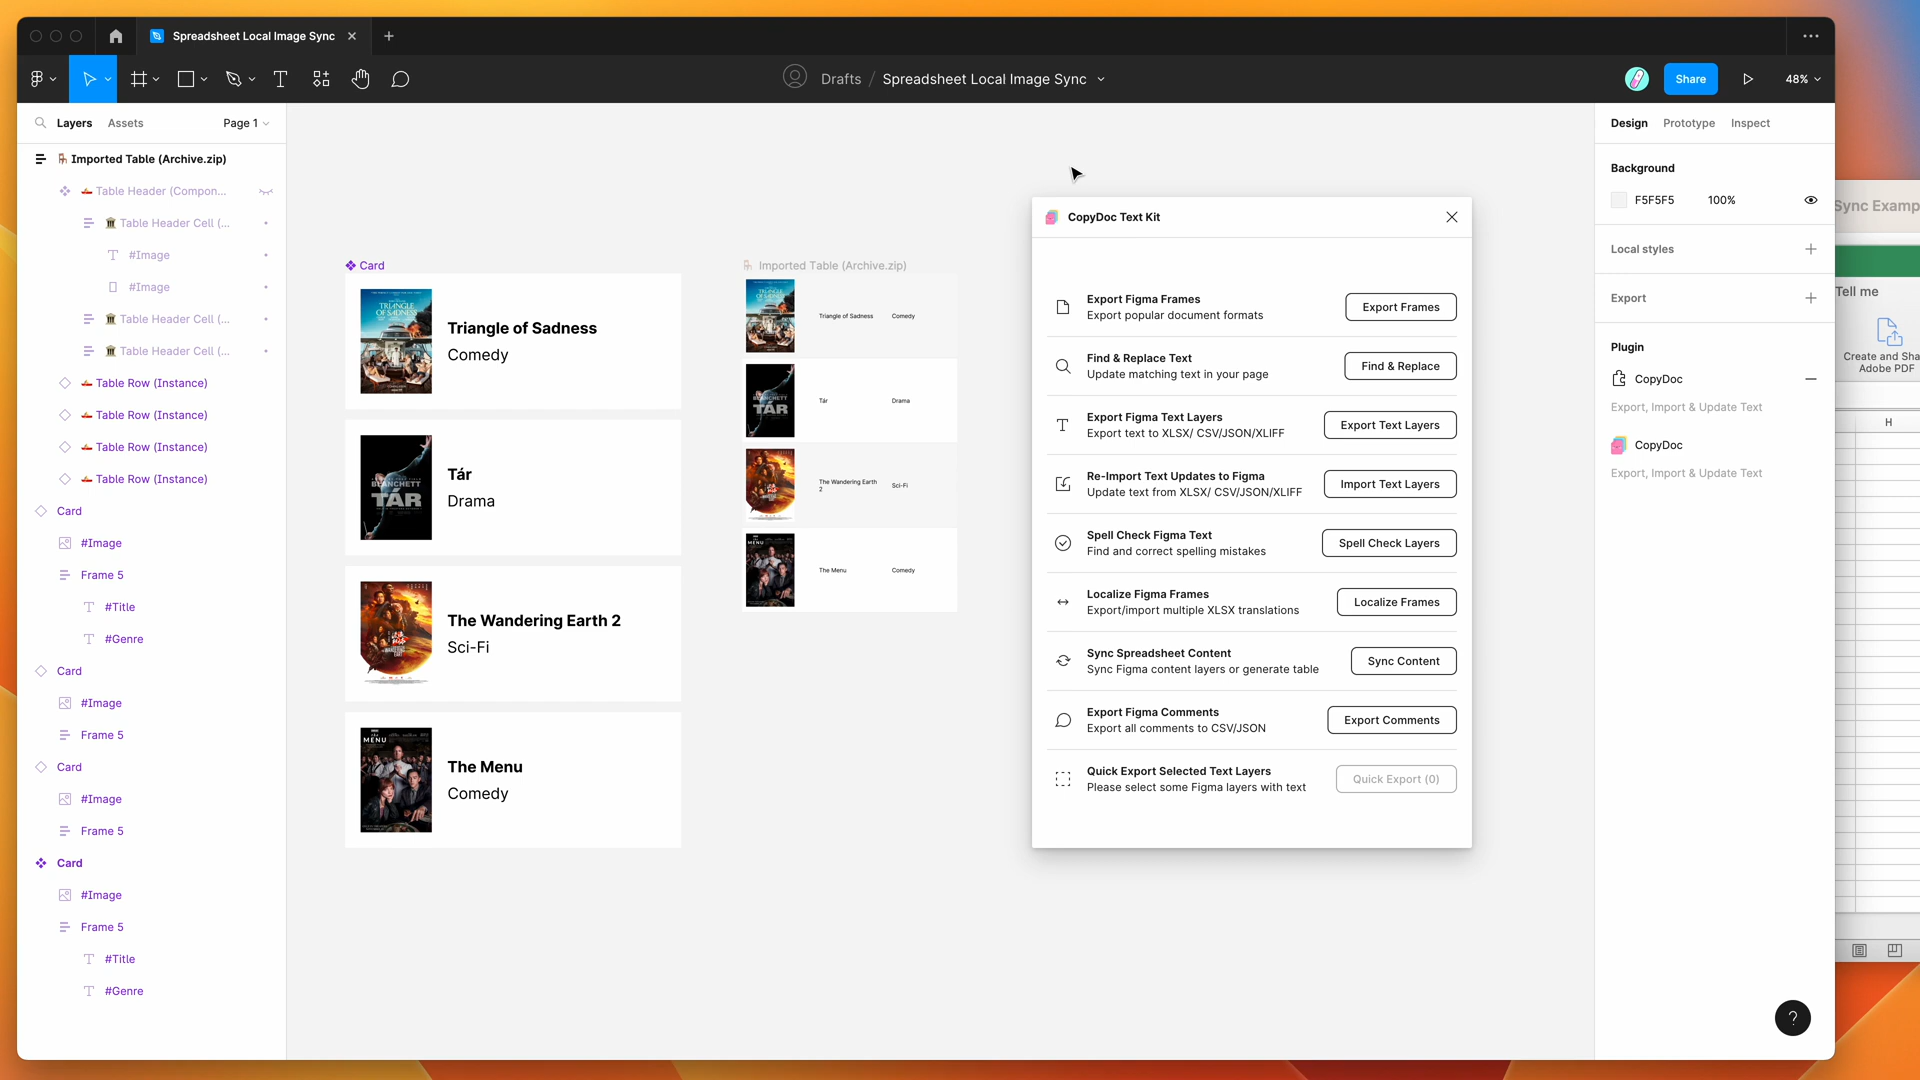 Spreadsheet Local Image Sync
Drafts / Spreadsheet Local Image Sync
Share
48%
Layers
Assets
Page 1
Imported Table (Archive.zip)
Table Header (Compon...
Table Header Cell (...
#Image
#Image
Table Header Cell (...
Table Header Cell (...
Table Row (Instance)
Table Row (Instance)
Table Row (Instance)
Table Row (Instance)
Card
#Image
Frame 5
#Title
#Genre
Card
#Image
Frame 5
Card
#Image
Frame 5
Card
#Image
Frame 5
#Title
#Genre
Card
TRIANGLE
OF SADNESS
Triangle of Sadness
Comedy
BLANCHETT
TÁR
Tár
Drama
The Wandering Earth 2
Sci-Fi
MENU
The Menu
Comedy
Imported Table (Archive.zip)
Triangle of Sadness
Comedy
TÁR
Tár
Drama
The Wandering Earth
2
Sci-Fi
MENU
The Menu
Comedy
CopyDoc Text Kit
Export Figma Frames
Export popular document formats
Export Frames
Find & Replace Text
Update matching text in your page
Find & Replace
Export Figma Text Layers
Export text to XLSX/ CSV/JSON/XLIFF
Export Text Layers
Re-Import Text Updates to Figma
Update text from XLSX/ CSV/JSON/XLIFF
Import Text Layers
Spell Check Figma Text
Find and correct spelling mistakes
Spell Check Layers
Localize Figma Frames
Export/import multiple XLSX translations
Localize Frames
Sync Spreadsheet Content
Sync Figma content layers or generate table
Sync Content
Export Figma Comments
Export all comments to CSV/JSON
Export Comments
Quick Export Selected Text Layers
Please select some Figma layers with text
Quick Export (0)
Design
Prototype
Inspect
Background
F5F5F5
100%
Local styles
Export
Plugin
CopyDoc
Export, Import & Update Text
CopyDoc
Export, Import & Update Text
?
Sync Examp
Tell me
Create and Sha
Adobe PDF
H